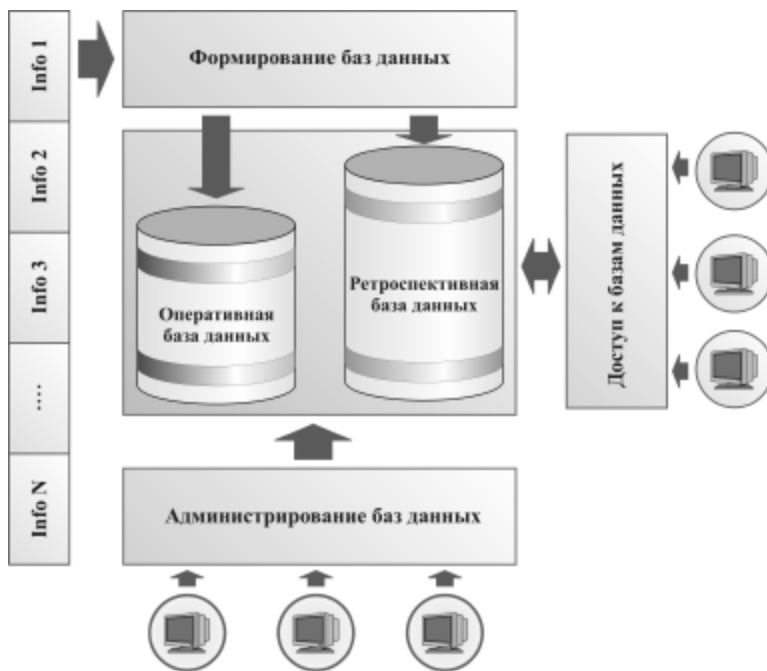 Info 1
Info 2
Info 3
....
Info N
Формирование баз данных
Оперативная
база данных
Ретроспективная
база данных
Доступ к базам данных
Администрирование баз данных